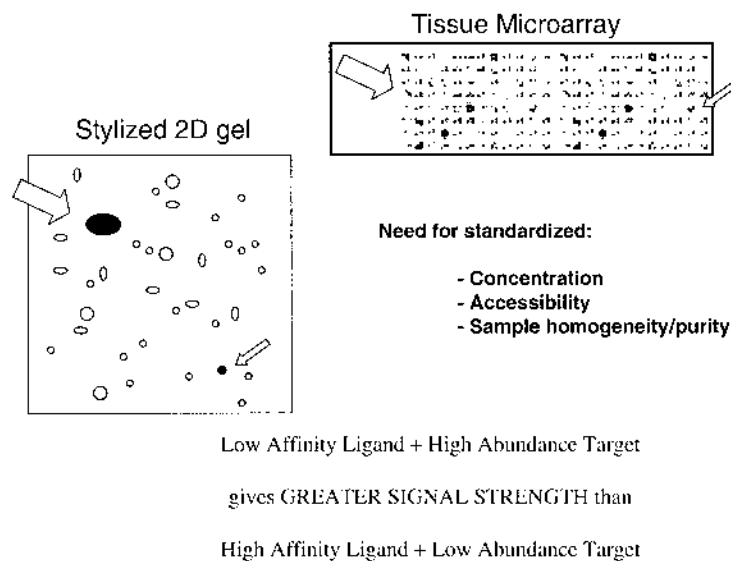 Tissue Microarray
Stylized 2D gel
Need for standardized:
- Concentration
- Accessibility
- Sample homogeneity/purity
Low Affinity Ligand + High Abundance Target
gives GREATER SIGNAL STRENGTH than
High Affinity Ligand + Low Abundance Target